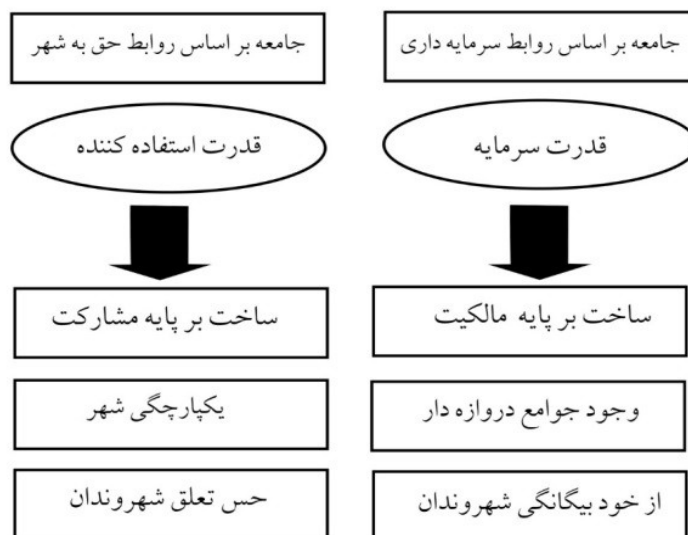 جامعه بر اساس روابط سرمایه داری
جامعه بر اساس روابط حق به شهر
قدرت سرمایه
قدرت استفاده کننده
ساخت بر پایه مالکیت
ساخت بر پایه مشارکت
وجود جوامع دروازه دار
یکپارچگی شهر
از خود بیگانگی شهروندان
حس تعلق شهروندان